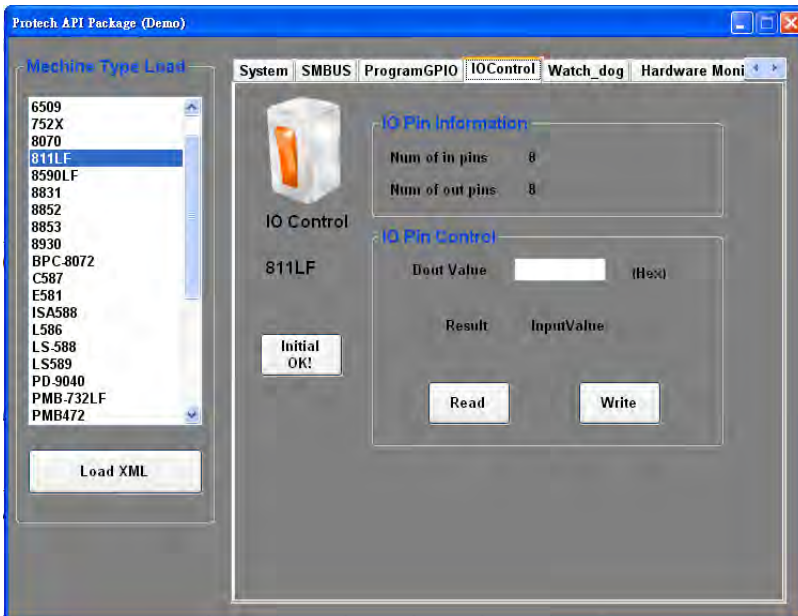 Protech API Package (Demo)
Mechine Type Load
6509
752X
8070
811LF
8590LF
8831
8852
8853
8930
BPC-8072
C587
E581
ISA588
L586
LS-588
LS589
PD-9040
PMB-732LF
PMB472
Load XML
System SMBUS ProgramGPIO IOControl Watch_dog Hardware Moni
IO Control
811LF
Initial
OK!
IO Pin Information
Num of in pins 8
Num of out pins 8
IO Pin Control
Dout Value (Hex)
Result InputValue
Read Write